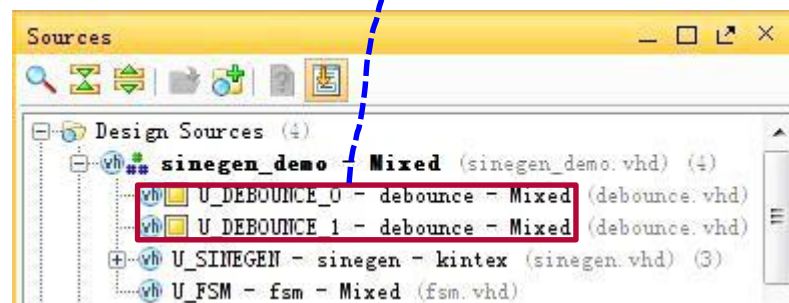 Sources
Design Sources (4)
sinegen_demo - Mixed (sinegen_demo.vhd) (4)
U_DEBOUNCE_0 - debounce - Mixed (debounce.vhd)
U_DEBOUNCE_1 - debounce - Mixed (debounce.vhd)
U_SINEGEN - sinegen - kintex (sinegen.vhd) (3)
U_FSM - fsm - Mixed (fsm.vhd)